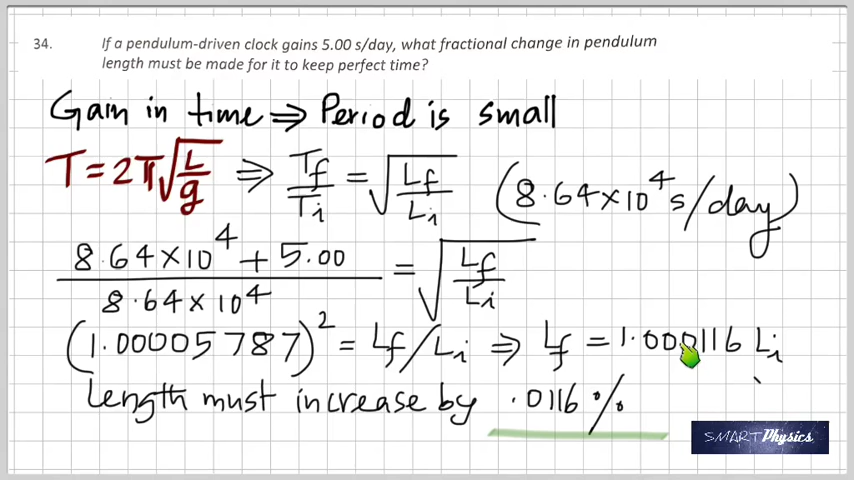 34. If a pendulum-driven clock gains 5.00 s/day, what fractional change in pendulum
length must be made for it to keep perfect time?
Gain in time ⇒ Period is small
T = 2π√(L/g) ⇒ Tf/Ti = √(Lf/Li) (8.64×10⁴ s/day)
(8.64×10⁴ + 5.00)/(8.64×10⁴) = √(Lf/Li)
(1.00005787)² = Lf/Li ⇒ Lf = 1.000116 Li
Length must increase by .0116 %
SMART Physics